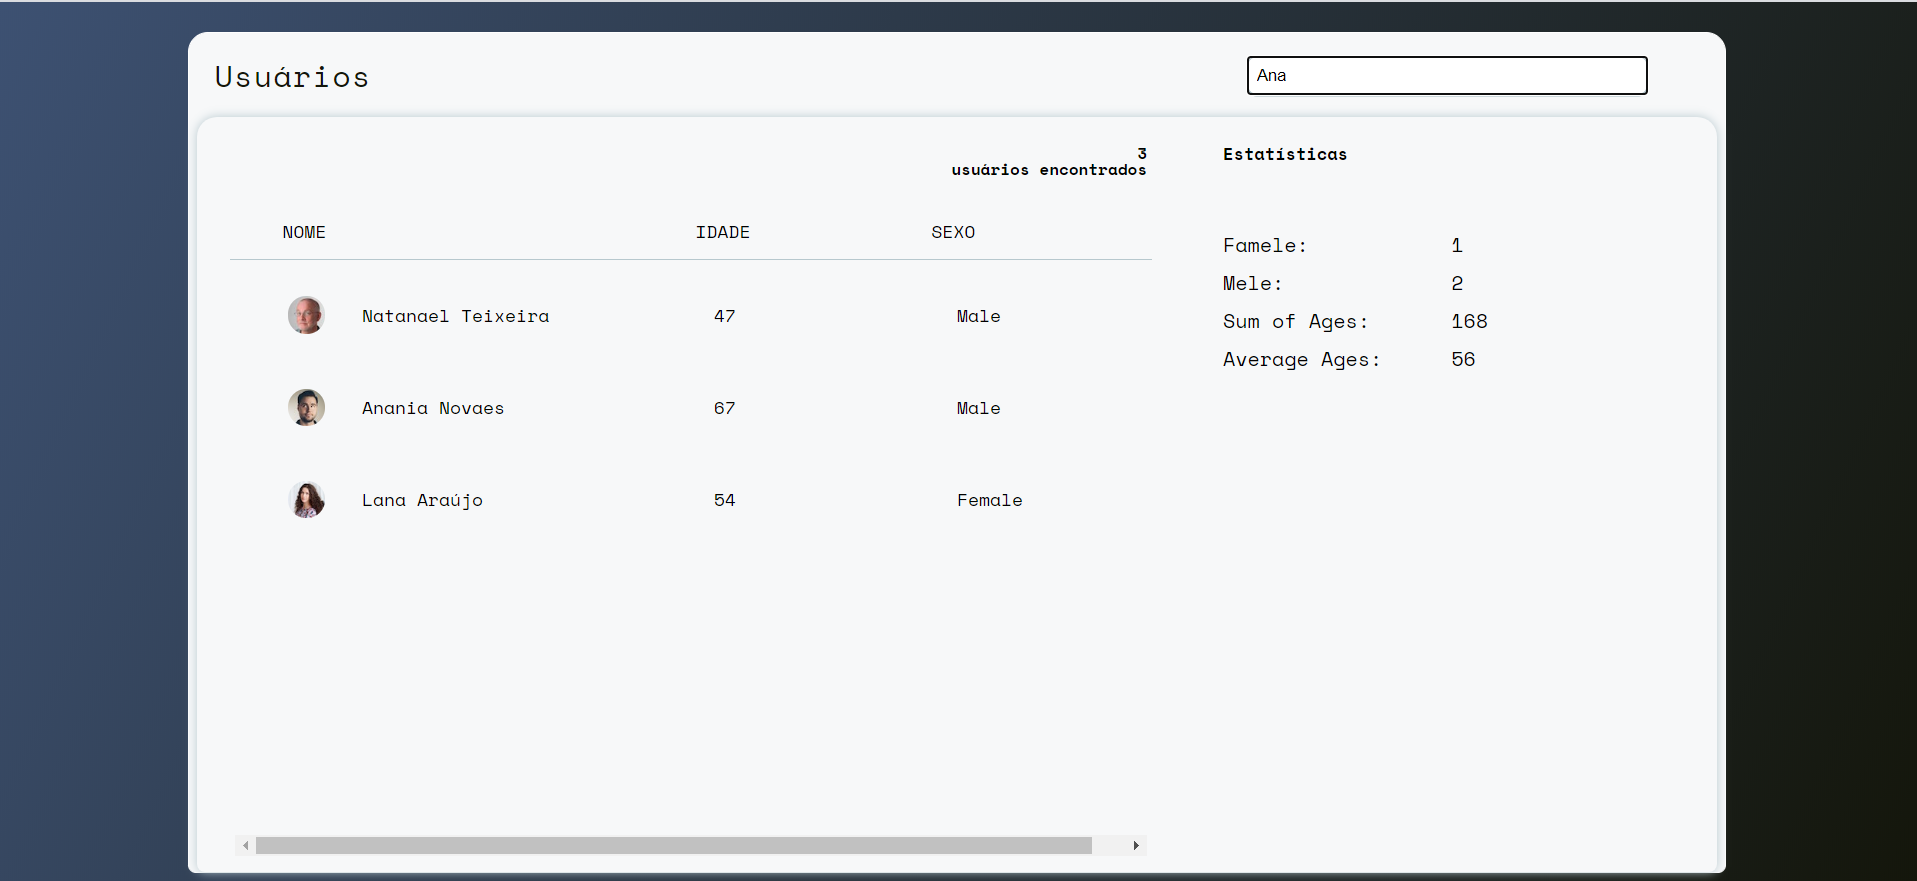 Usuários
Ana
3
usuários encontrados
NOME IDADE SEXO
Natanael Teixeira 47 Male
Anania Novaes 67 Male
Lana Araújo 54 Female
Estatísticas
Famele: 1
Mele: 2
Sum of Ages: 168
Average Ages: 56